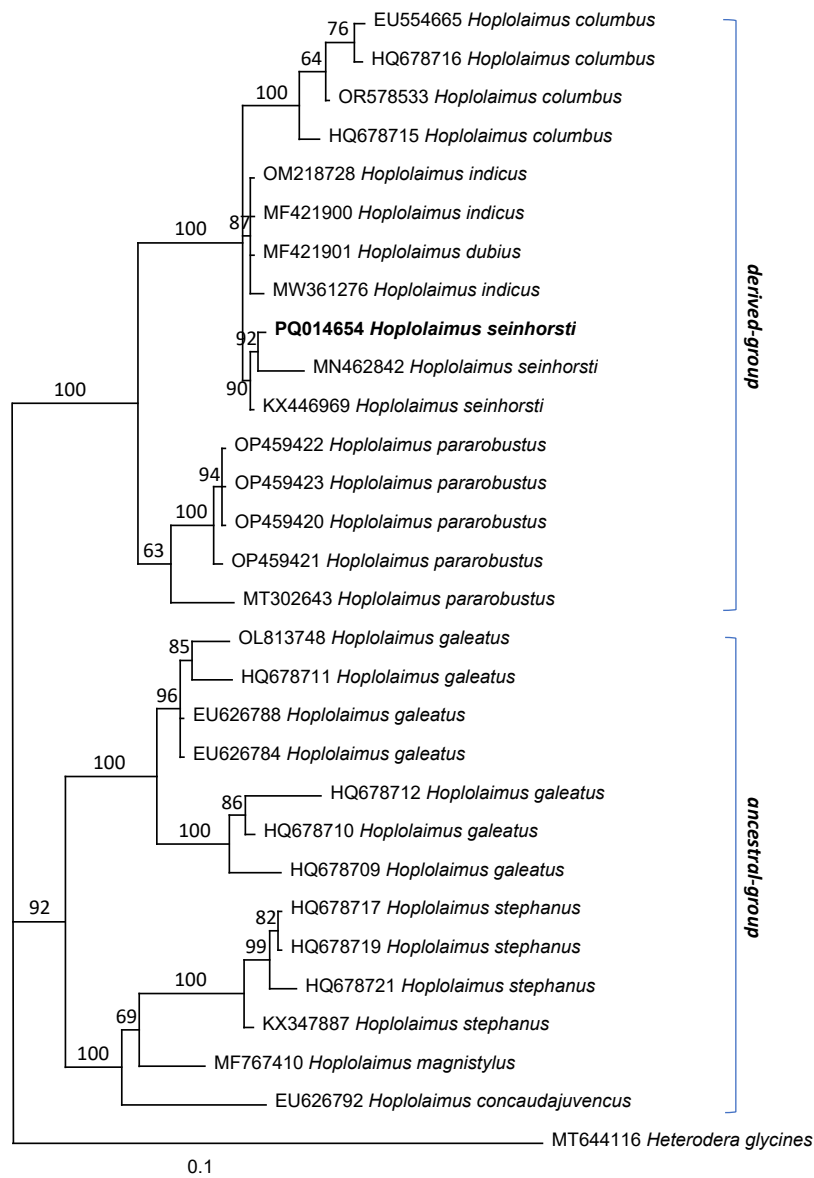 EU554665 Hoplolaimus columbus
76
HQ678716 Hoplolaimus columbus
64
OR578533 Hoplolaimus columbus
100
HQ678715 Hoplolaimus columbus
OM218728 Hoplolaimus indicus
87
MF421900 Hoplolaimus indicus
100
MF421901 Hoplolaimus dubius
MW361276 Hoplolaimus indicus
PQ014654 Hoplolaimus seinhorsti
92
MN462842 Hoplolaimus seinhorsti
90
KX446969 Hoplolaimus seinhorsti
100
OP459422 Hoplolaimus pararobustus
94
OP459423 Hoplolaimus pararobustus
100
OP459420 Hoplolaimus pararobustus
63
OP459421 Hoplolaimus pararobustus
MT302643 Hoplolaimus pararobustus
derived-group
OL813748 Hoplolaimus galeatus
85
HQ678711 Hoplolaimus galeatus
96
EU626788 Hoplolaimus galeatus
EU626784 Hoplolaimus galeatus
100
HQ678712 Hoplolaimus galeatus
86
HQ678710 Hoplolaimus galeatus
100
HQ678709 Hoplolaimus galeatus
92
HQ678717 Hoplolaimus stephanus
82
HQ678719 Hoplolaimus stephanus
99
HQ678721 Hoplolaimus stephanus
100
KX347887 Hoplolaimus stephanus
69
MF767410 Hoplolaimus magnistylus
100
EU626792 Hoplolaimus concaudajuvencus
ancestral-group
MT644116 Heterodera glycines
0.1